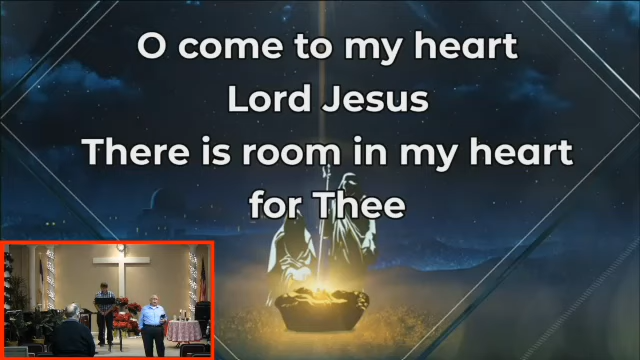 O come to my heart
Lord Jesus
There is room in my heart
for Thee